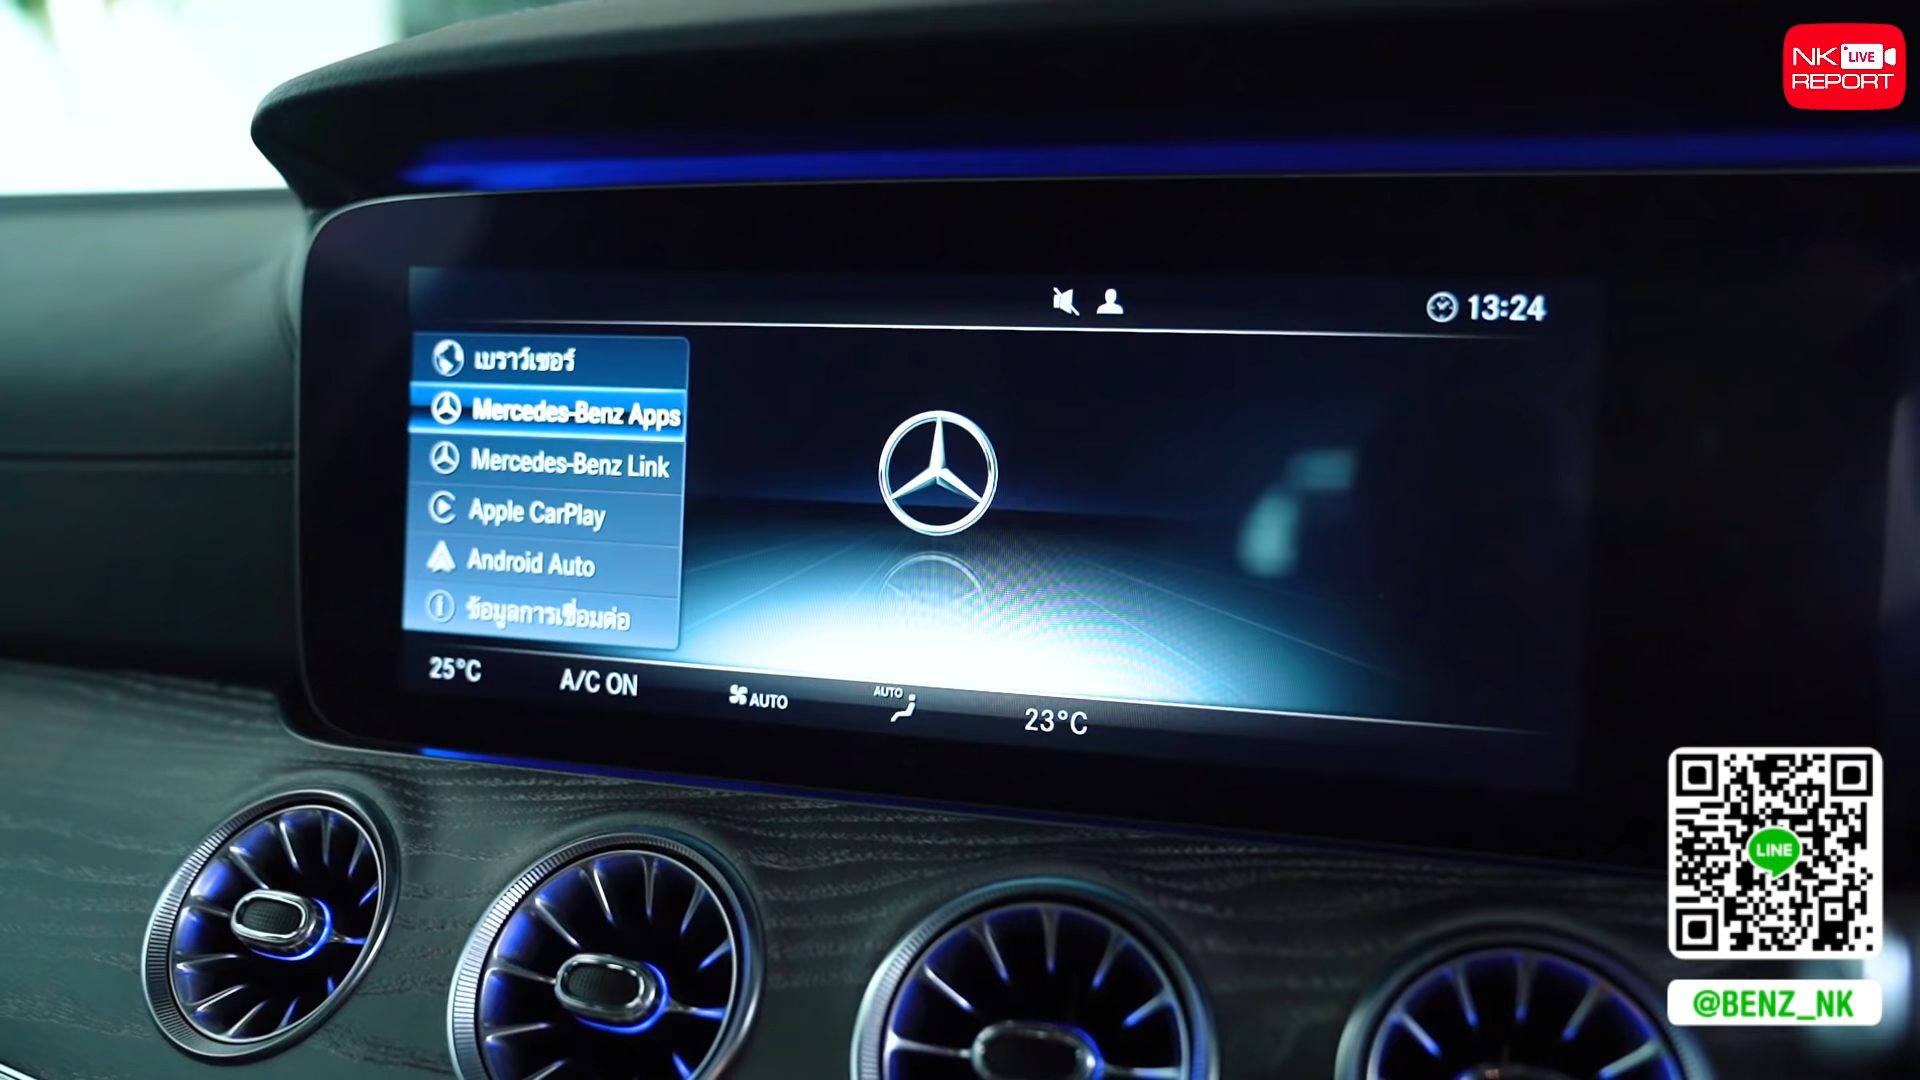 NK LIVE
REPORT
13:24
เบราว์เซอร์
Mercedes-Benz Apps
Mercedes-Benz Link
Apple CarPlay
Android Auto
ข้อมูลการเชื่อมต่อ
25°C
A/C ON
AUTO
AUTO
23°C
LINE
@BENZ_NK